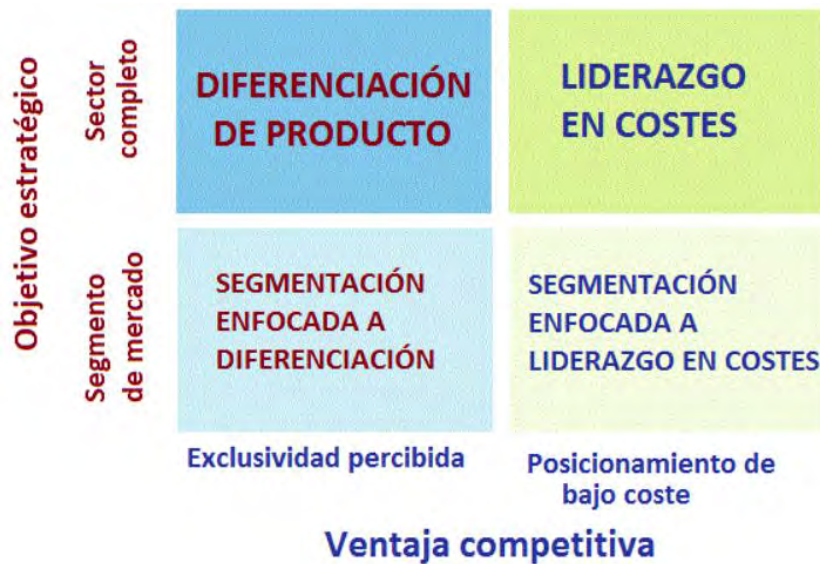 Objetivo estratégico
Sector
completo
DIFERENCIACIÓN
DE PRODUCTO
LIDERAZGO
EN COSTES
Segmento
de mercado
SEGMENTACIÓN
ENFOCADA A
DIFERENCIACIÓN
SEGMENTACIÓN
ENFOCADA A
LIDERAZGO EN COSTES
Exclusividad percibida
Posicionamiento de
bajo coste
Ventaja competitiva